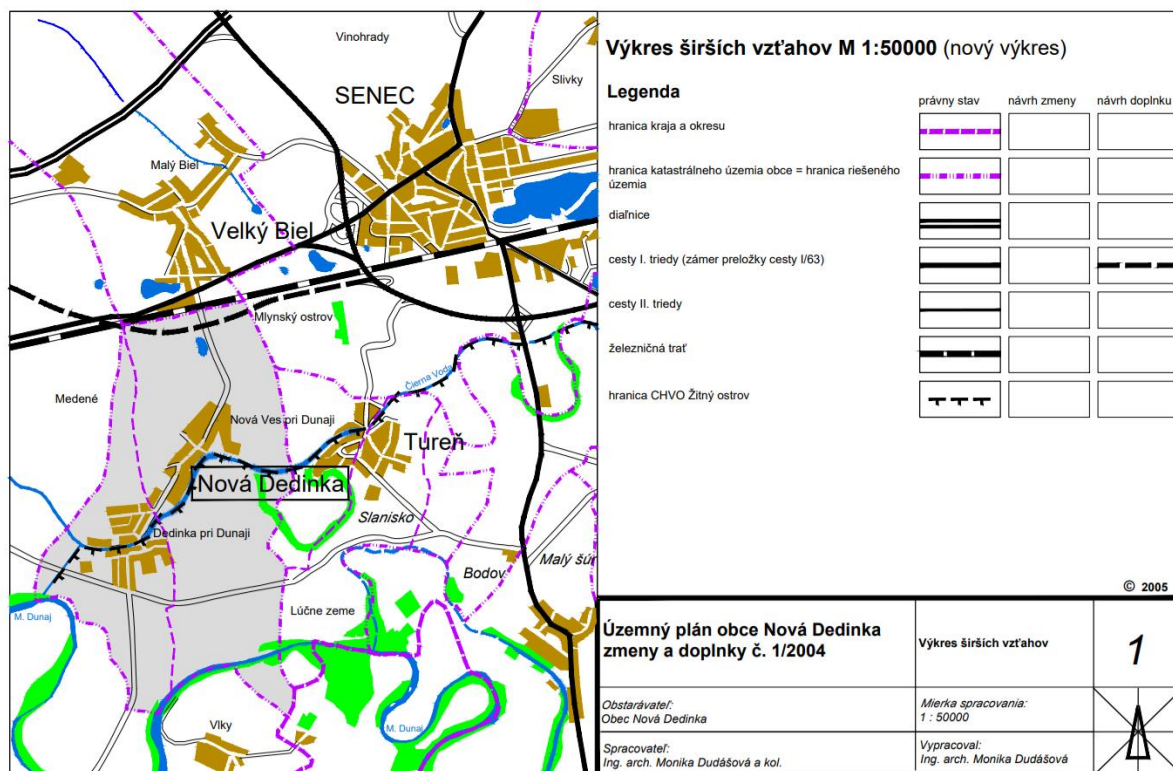 Vinohrady
SENEC
Slivky
Malý Biel
Velký Biel
Mlynský ostrov
Medené
Čierna Voda
Nová Ves pri Dunaji
Tureň
Nová Dedinka
Slanisko
Dedinka pri Dunaji
Bodov
Malý šúr
Lúčne zeme
M. Dunaj
Vlky
M. Dunaj
Výkres širších vzťahov M 1:50000 (nový výkres)
Legenda
právny stav návrh zmeny návrh doplnku
hranica kraja a okresu
hranica katastrálneho územia obce = hranica riešeného
územia
diaľnice
cesty I. triedy (zámer preložky cesty I/63)
cesty II. triedy
železničná trať
hranica CHVO Žitný ostrov
© 2005
Územný plán obce Nová Dedinka
zmeny a doplnky č. 1/2004
Výkres širších vzťahov
1
Obstarávateľ:
Obec Nová Dedinka
Mierka spracovania:
1 : 50000
Spracovateľ:
Ing. arch. Monika Dudášová a kol.
Vypracoval:
Ing. arch. Monika Dudášová